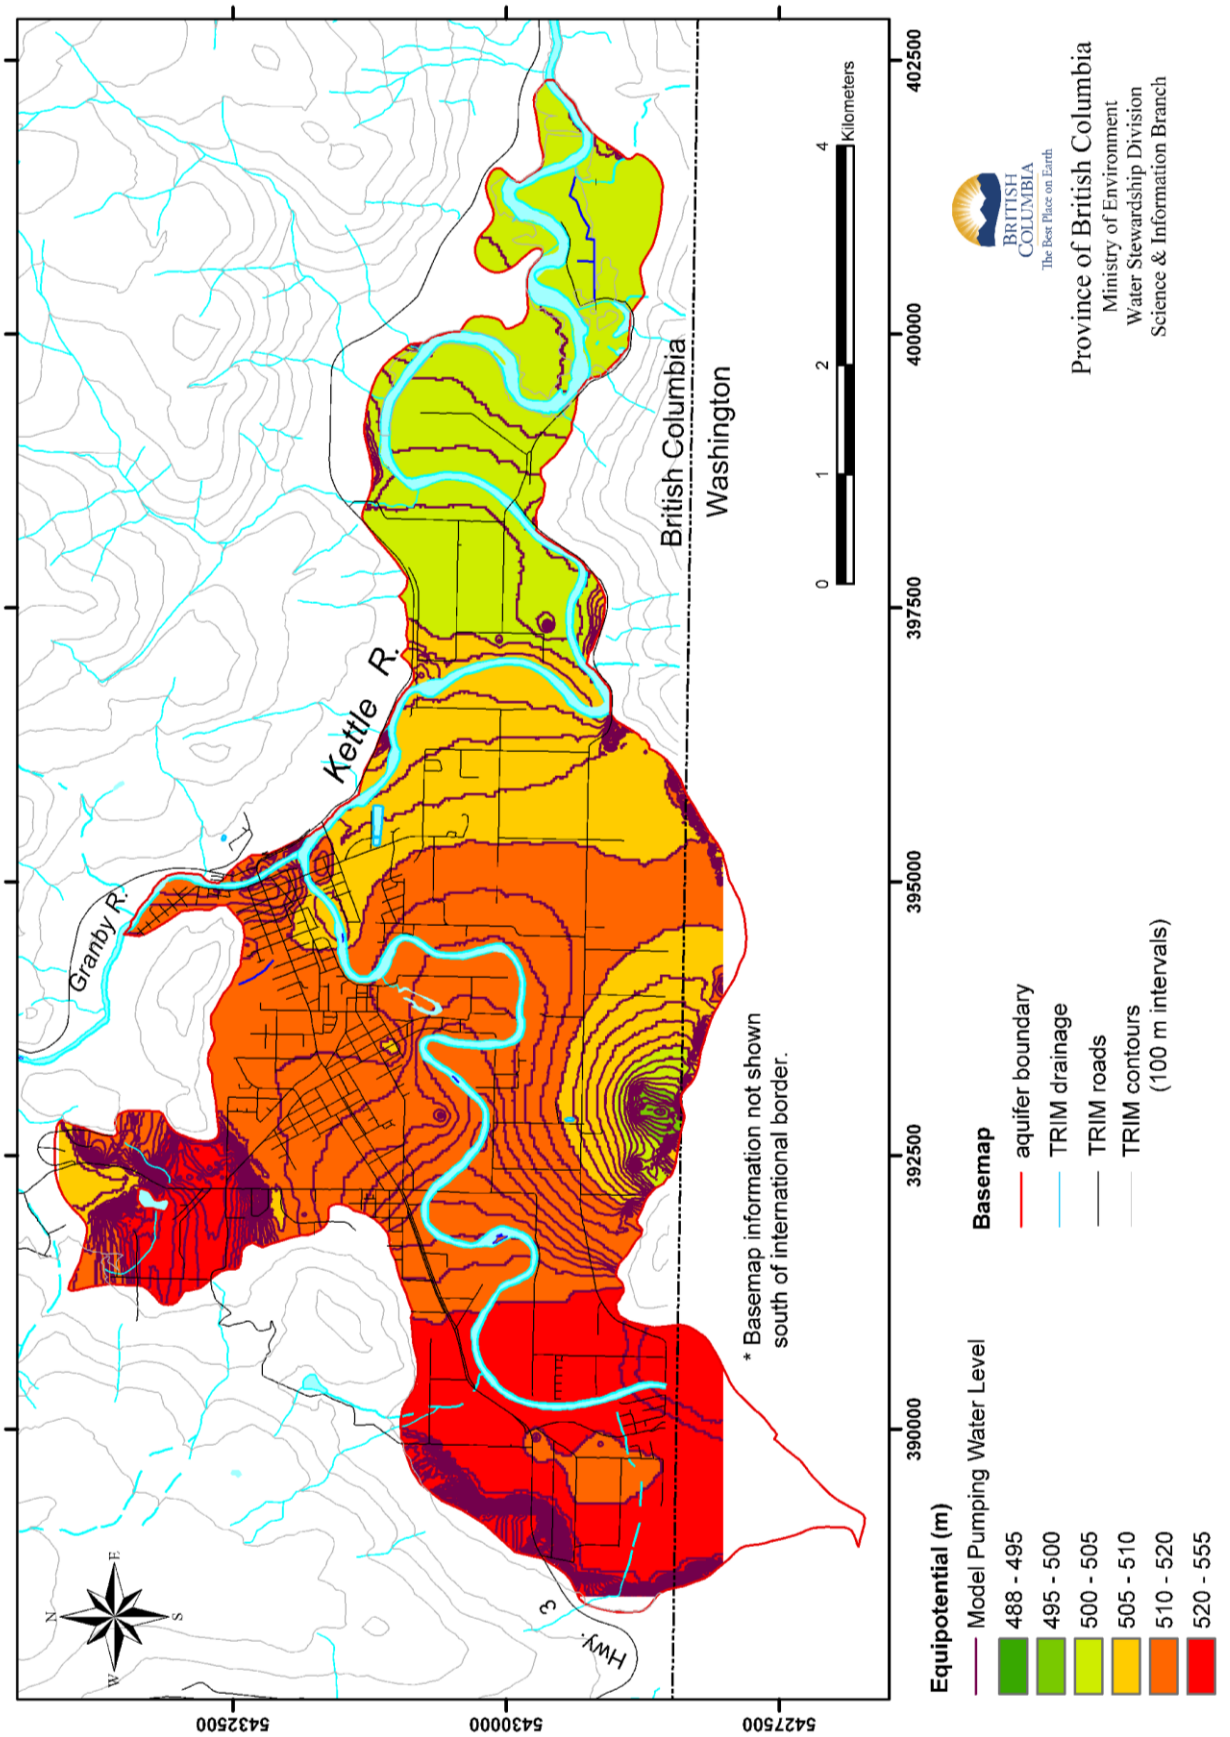 N
E
S
W
Granby R.
Kettle R.
Hwy. 3
British Columbia
Washington
5432500
5430000
5427500
390000
392500
395000
397500
400000
402500
* Basemap information not shown
south of international border.
0 1 2 4
Kilometers
Equipotential (m)
Model Pumping Water Level
488 - 495
495 - 500
500 - 505
505 - 510
510 - 520
520 - 555
Basemap
aquifer boundary
TRIM drainage
TRIM roads
TRIM contours
(100 m intervals)
BRITISH
COLUMBIA
The Best Place on Earth
Province of British Columbia
Ministry of Environment
Water Stewardship Division
Science & Information Branch